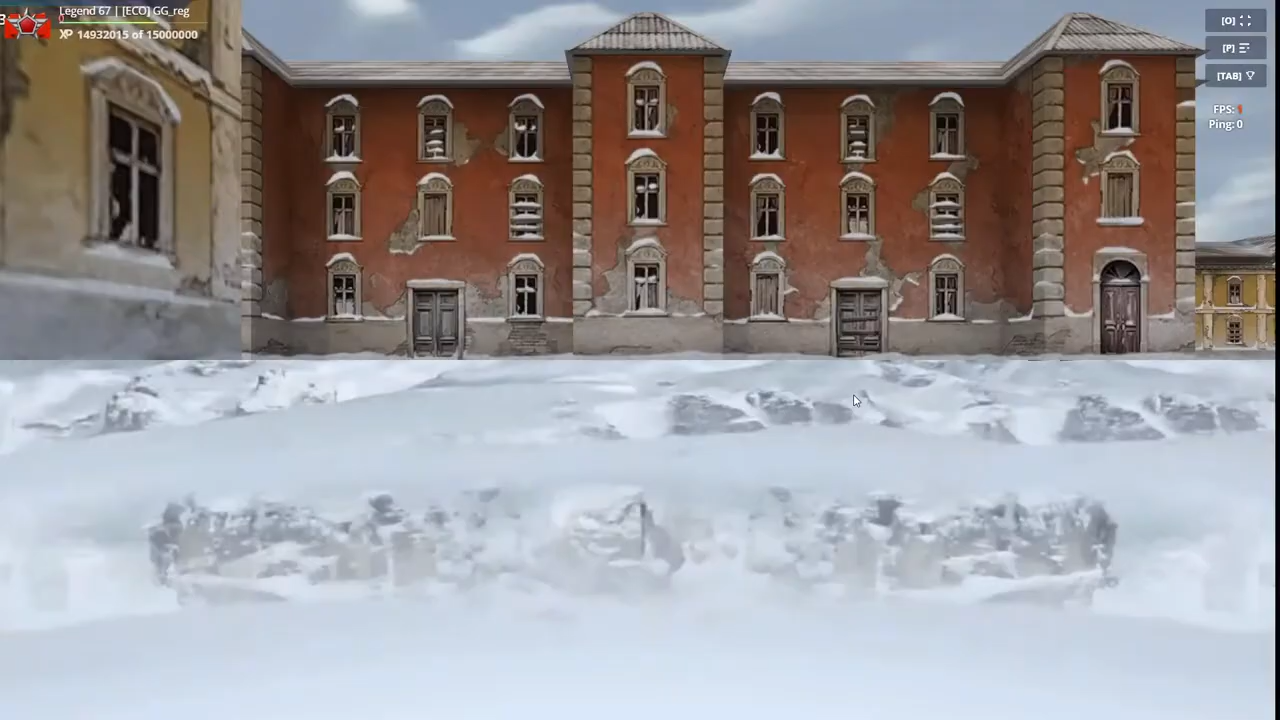 Legend 67 | [ECO] GG_reg
XP 14932015 of 15000000
[O]
[P]
[TAB]
FPS:
Ping: 0